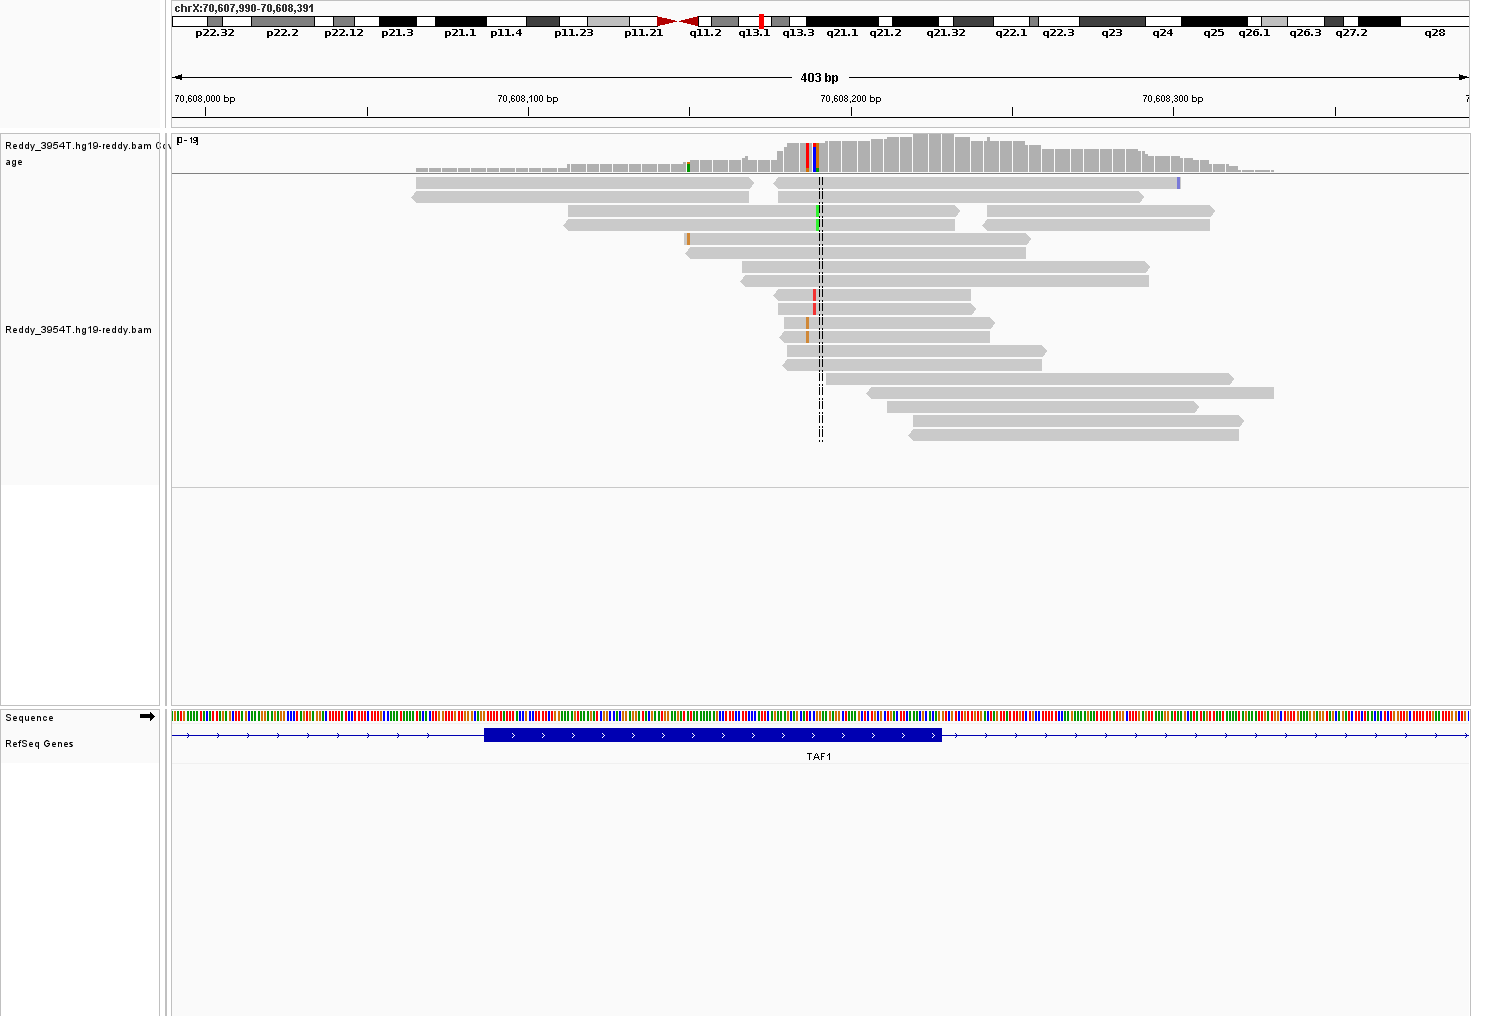 chrX:70,607,990-70,608,391
p22.32 p22.2 p22.12 p21.3 p21.1 p11.4 p11.23 p11.21 q11.2 q13.1 q13.3 q21.1 q21.2 q21.32 q22.1 q22.3 q23 q24 q25 q26.1 q26.3 q27.2 q28
403 bp
70,608,000 bp 70,608,100 bp 70,608,200 bp 70,608,300 bp 7
[0 - 19]
Reddy_3954T.hg19-reddy.bam Cov
age
Reddy_3954T.hg19-reddy.bam
Sequence
RefSeq Genes
TAF1